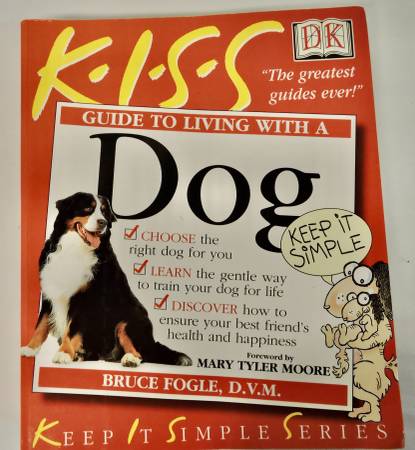 K·I·S·S
DK
"The greatest
guides ever!"
GUIDE TO LIVING WITH A
Dog
KEEP IT
SIMPLE
CHOOSE the
right dog for you
LEARN the gentle way
to train your dog for life
DISCOVER how to
ensure your best friend's
health and happiness
Foreword by
MARY TYLER MOORE
BRUCE FOGLE, D.V.M.
KEEP IT SIMPLE SERIES